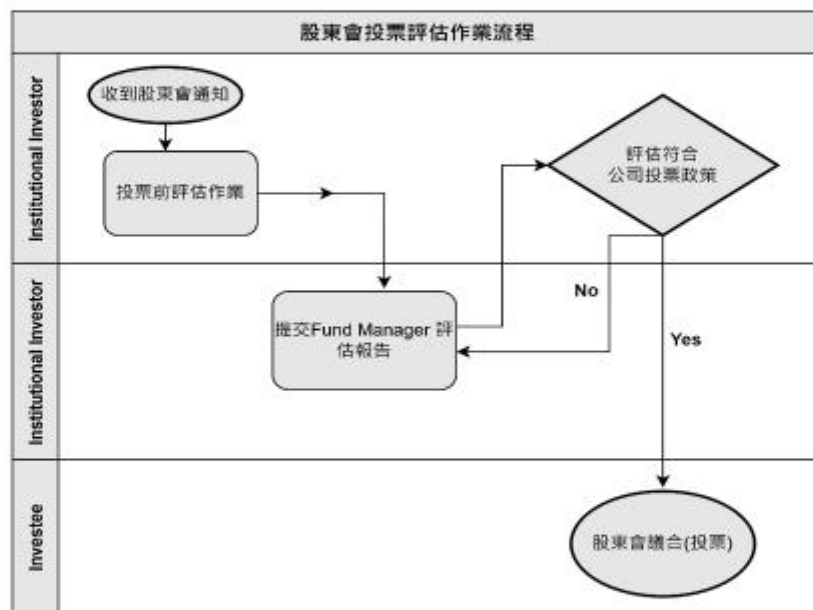 股東會投票評估作業流程
Institutional Investor
收到股東會通知
投票前評估作業
評估符合
公司投票政策
Institutional Investor
提交Fund Manager 評
估報告
No
Yes
Investee
股東會議合(投票)